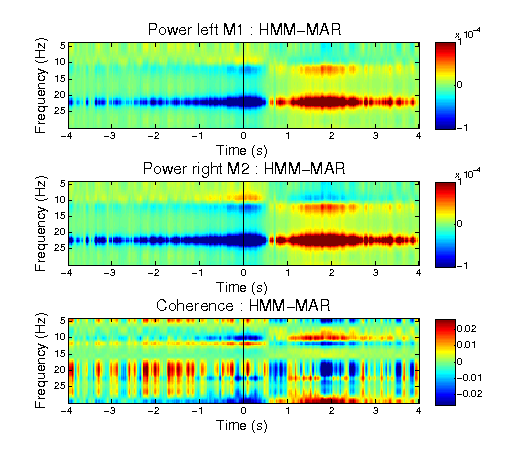 Power left M1 : HMM-MAR
x 10^-4
5
10
15
20
25
Frequency (Hz)
1
0
-1
-4 -3 -2 -1 0 1 2 3 4
Time (s)
Power right M2 : HMM-MAR
x 10^-4
5
10
15
20
25
Frequency (Hz)
1
0
-1
-4 -3 -2 -1 0 1 2 3 4
Time (s)
Coherence : HMM-MAR
5
10
15
20
25
Frequency (Hz)
0.02
0.01
0
-0.01
-0.02
-4 -3 -2 -1 0 1 2 3 4
Time (s)